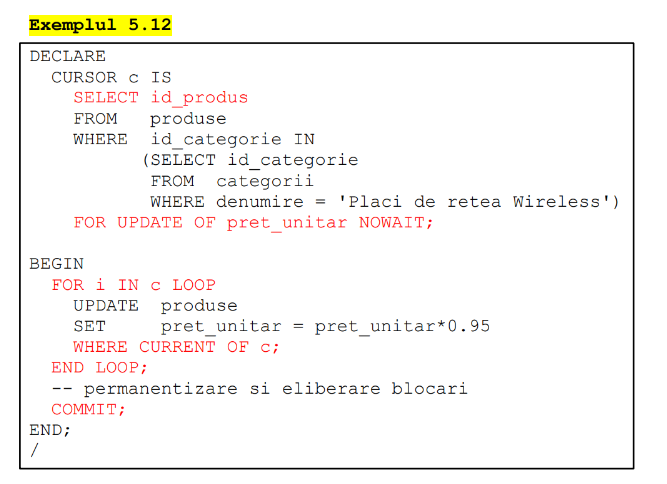 Exemplul 5.12
DECLARE
  CURSOR c IS
    SELECT id_produs
    FROM   produse
    WHERE  id_categorie IN
          (SELECT id_categorie
           FROM  categorii
           WHERE denumire = 'Placi de retea Wireless')
    FOR UPDATE OF pret_unitar NOWAIT;

BEGIN
  FOR i IN c LOOP
    UPDATE  produse
    SET     pret_unitar = pret_unitar*0.95
    WHERE CURRENT OF c;
  END LOOP;
  -- permanentizare si eliberare blocari
  COMMIT;
END;
/